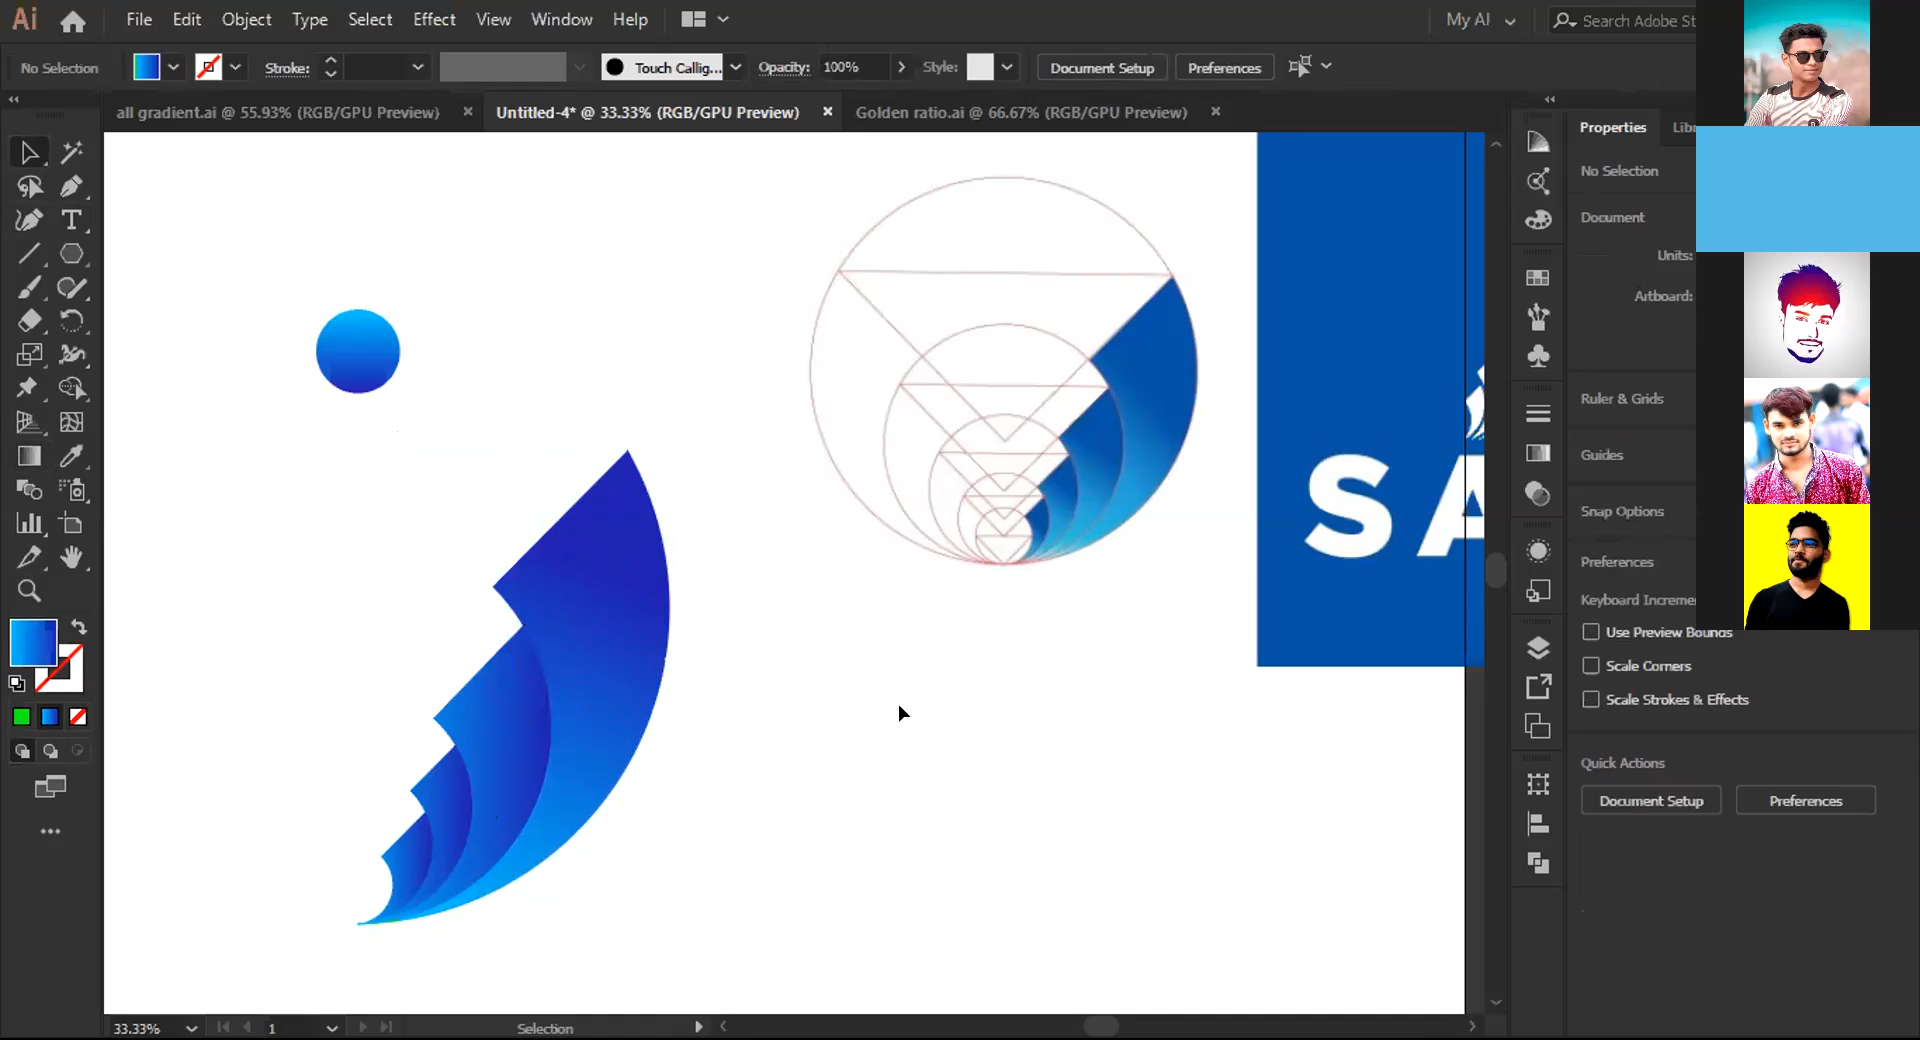 Ai File Edit Object Type Select Effect View Window Help My AI Search Adobe St
No Selection Stroke: Touch Callig... Opacity: 100% Style: Document Setup Preferences
all gradient.ai @ 55.93% (RGB/GPU Preview) Untitled-4* @ 33.33% (RGB/GPU Preview) Golden ratio.ai @ 66.67% (RGB/GPU Preview)
Properties
No Selection
Document
Units:
Artboard:
Ruler & Grids
Guides
SA
Snap Options
Preferences
Keyboard Increme
Use Preview Bounds
Scale Corners
Scale Strokes & Effects
Quick Actions
Document Setup Preferences
33.33% 1 Selection